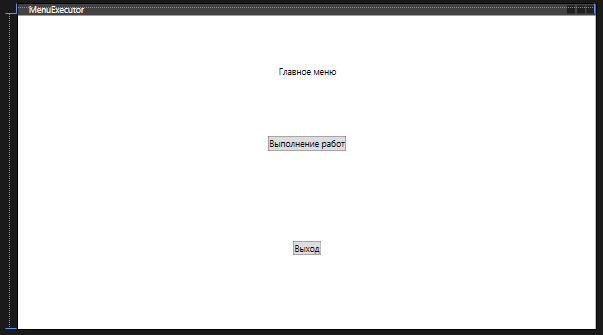 MenuExecutor
Главное меню
Выполнение работ
Выход